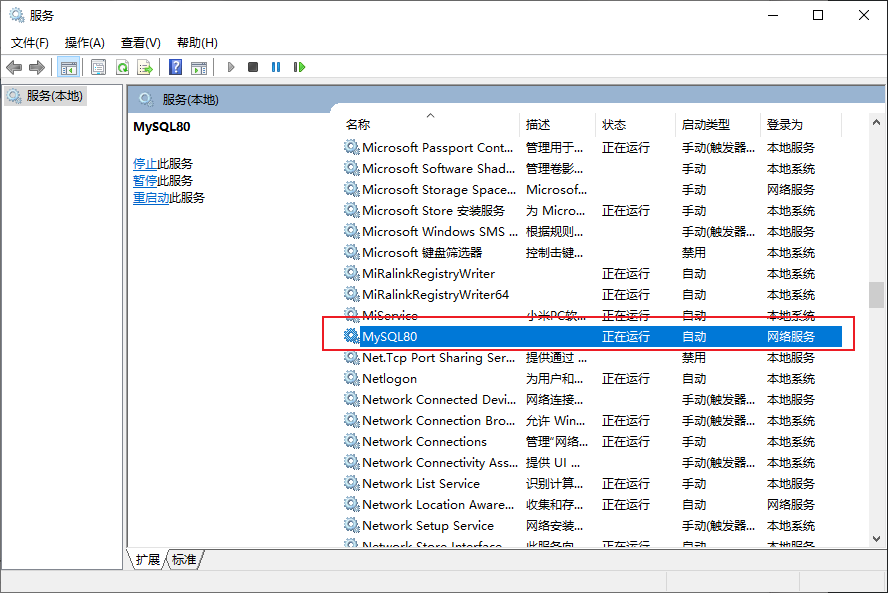 服务
文件(F) 操作(A) 查看(V) 帮助(H)
服务(本地)
服务(本地)
MySQL80
停止此服务
暂停此服务
重启动此服务
名称 描述 状态 启动类型 登录为
Microsoft Passport Cont... 管理用于... 正在运行 手动(触发器... 本地服务
Microsoft Software Shad... 管理卷影... 手动 本地系统
Microsoft Storage Space... Microsof... 手动 网络服务
Microsoft Store 安装服务 为 Micro... 正在运行 手动 本地系统
Microsoft Windows SMS ... 根据规则... 手动(触发器... 本地系统
Microsoft 键盘筛选器 控制击键... 禁用 本地系统
MiRalinkRegistryWriter 正在运行 自动 本地系统
MiRalinkRegistryWriter64 正在运行 自动 本地系统
MiService 小米PC软... 正在运行 自动 本地系统
MySQL80 正在运行 自动 网络服务
Net.Tcp Port Sharing Ser... 提供通过 ... 禁用 本地服务
Netlogon 为用户和... 正在运行 自动 本地系统
Network Connected Devi... 网络连接... 手动(触发器... 本地服务
Network Connection Bro... 允许 Win... 正在运行 手动(触发器... 本地系统
Network Connections 管理“网络... 正在运行 手动 本地系统
Network Connectivity Ass... 提供 UI ... 手动(触发器... 本地系统
Network List Service 识别计算... 正在运行 手动 本地服务
Network Location Aware... 收集和存... 正在运行 自动 网络服务
Network Setup Service 网络安装... 手动(触发器... 本地系统
Network Store Interface 此服务向 正在运行 自动 本地服务
扩展 标准